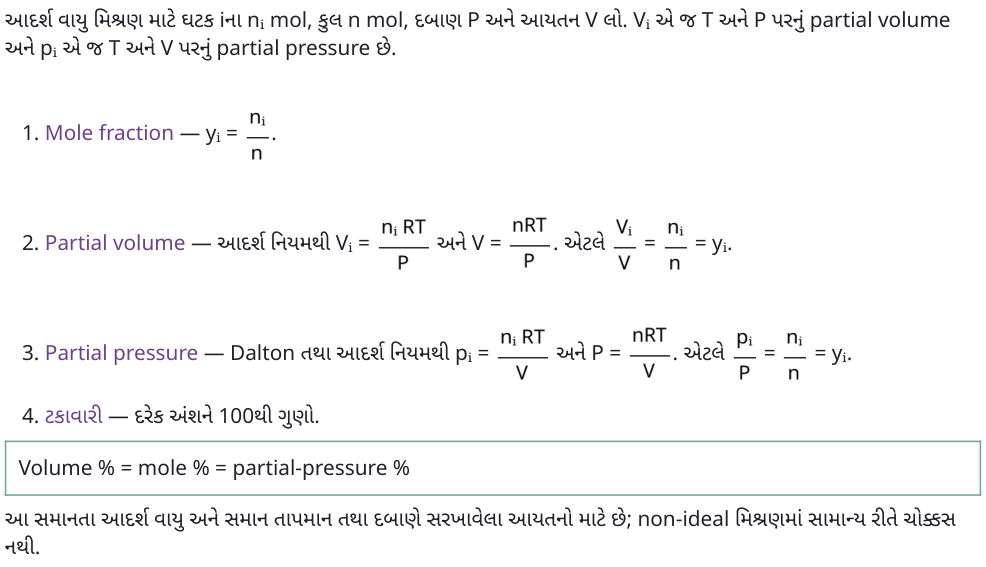 આદર્શ વાયુ મિશ્રણ માટે ઘટક iના nᵢ mol, કુલ n mol, દબાણ P અને આયતન V લો. Vᵢ એ જ T અને P પરનું partial volume
અને pᵢ એ જ T અને V પરનું partial pressure છે.
1. Mole fraction — yᵢ = nᵢ/n.
2. Partial volume — આદર્શ નિયમથી Vᵢ = nᵢ RT/P અને V = nRT/P. એટલે Vᵢ/V = nᵢ/n = yᵢ.
3. Partial pressure — Dalton તથા આદર્શ નિયમથી pᵢ = nᵢ RT/V અને P = nRT/V. એટલે pᵢ/P = nᵢ/n = yᵢ.
4. ટકાવારી — દરેક અંશને 100થી ગુણો.
Volume % = mole % = partial-pressure %
આ સમાનતા આદર્શ વાયુ અને સમાન તાપમાન તથા દબાણે સરખાવેલા આયતનો માટે છે; non-ideal મિશ્રણમાં સામાન્ય રીતે ચોક્કસ
નથી.